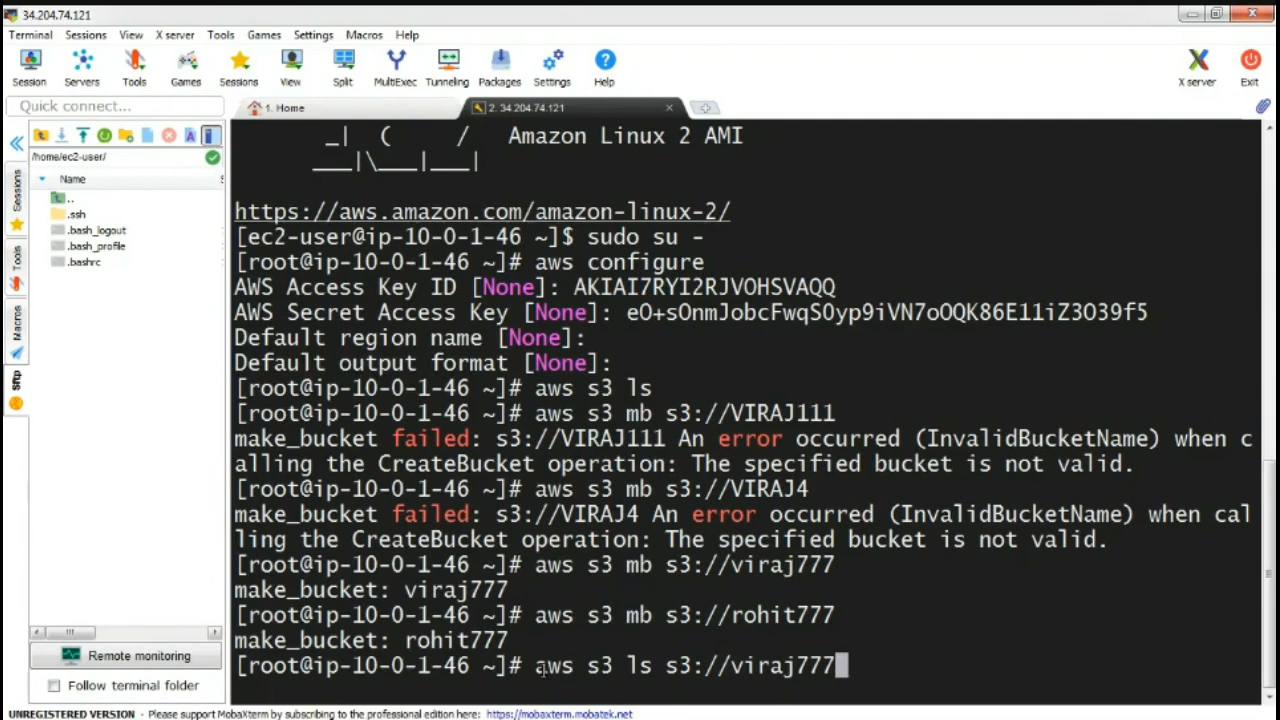 34.204.74.121
Terminal Sessions View X server Tools Games Settings Macros Help
Session Servers Tools Games Sessions View Split MultiExec Tunneling Packages Settings Help X server Exit
Quick connect...
1. Home
2. 34.204.74.121
/home/ec2-user/
Name
..
.ssh
.bash_logout
.bash_profile
.bashrc
Sessions
Tools
Macros
Sftp
_| ( / Amazon Linux 2 AMI
___|\___|___|
https://aws.amazon.com/amazon-linux-2/
[ec2-user@ip-10-0-1-46 ~]$ sudo su -
[root@ip-10-0-1-46 ~]# aws configure
AWS Access Key ID [None]: AKIAI7RYI2RJVOHSVAQQ
AWS Secret Access Key [None]: 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
Default region name [None]:
Default output format [None]:
[root@ip-10-0-1-46 ~]# aws s3 ls
[root@ip-10-0-1-46 ~]# aws s3 mb s3://VIRAJ111
make_bucket failed: s3://VIRAJ111 An error occurred (InvalidBucketName) when c
alling the CreateBucket operation: The specified bucket is not valid.
[root@ip-10-0-1-46 ~]# aws s3 mb s3://VIRAJ4
make_bucket failed: s3://VIRAJ4 An error occurred (InvalidBucketName) when cal
ling the CreateBucket operation: The specified bucket is not valid.
[root@ip-10-0-1-46 ~]# aws s3 mb s3://viraj777
make_bucket: viraj777
[root@ip-10-0-1-46 ~]# aws s3 mb s3://rohit777
make_bucket: rohit777
[root@ip-10-0-1-46 ~]# aws s3 ls s3://viraj777
Remote monitoring
Follow terminal folder
UNREGISTERED VERSION - Please support MobaXterm by subscribing to the professional edition here: https://mobaxterm.mobatek.net